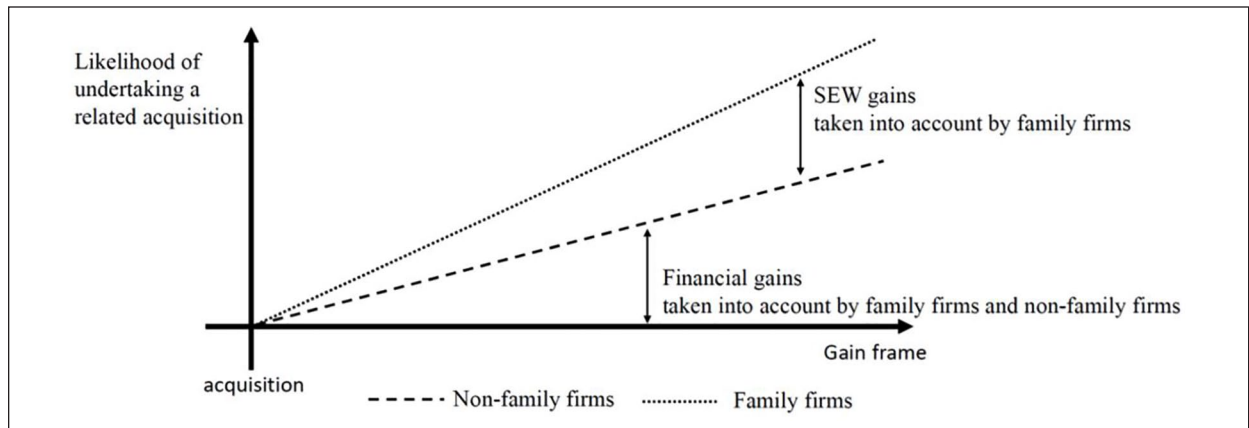 Likelihood of
undertaking a
related acquisition
SEW gains
taken into account by family firms
Financial gains
taken into account by family firms and non-family firms
Gain frame
acquisition
Non-family firms
Family firms